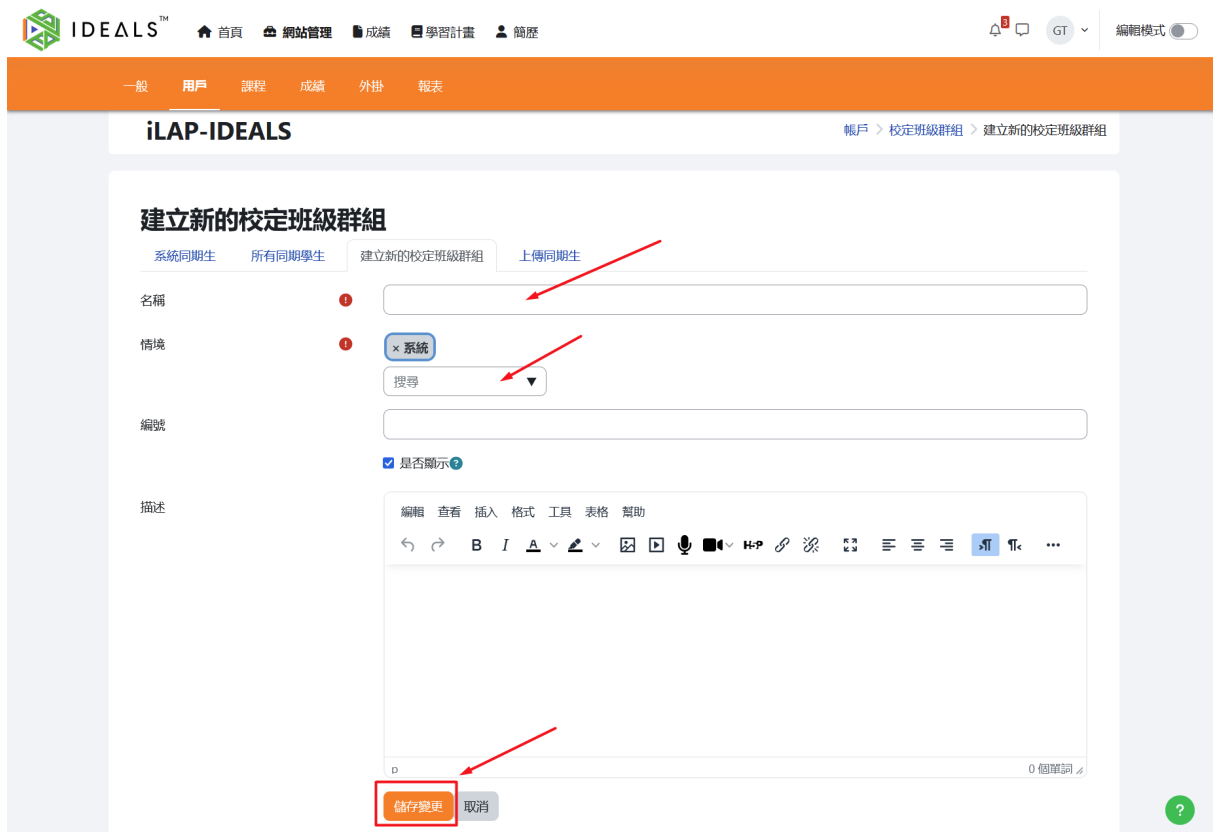 IDEALS™ 首頁 網站管理 成績 學習計畫 簡歷 3 GT 編輯模式
一般 用戶 課程 成績 外掛 報表
iLAP-IDEALS
帳戶 > 校定班級群組 > 建立新的校定班級群組
建立新的校定班級群組
系統同期生 所有同期學生 建立新的校定班級群組 上傳同期生
名稱
情境
× 系統
搜尋
編號
是否顯示
描述
編輯 查看 插入 格式 工具 表格 幫助
B I A H-P
p
0 個單詞
儲存變更 取消
?